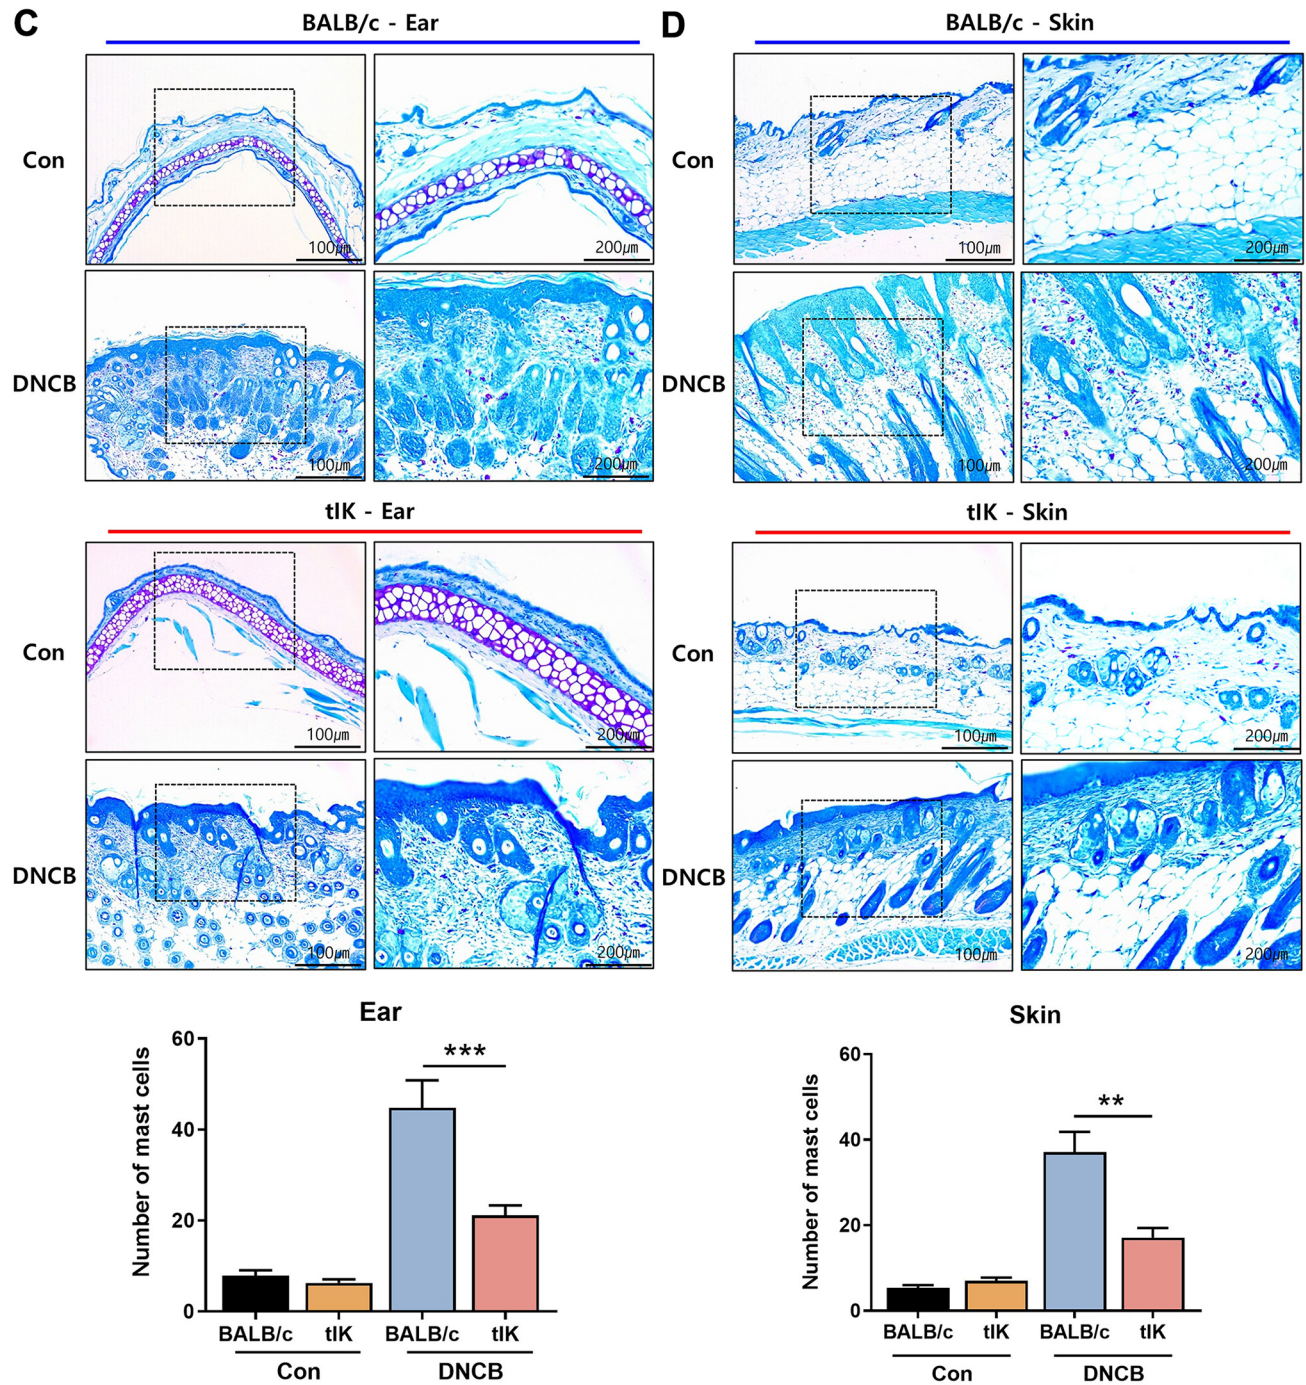 C
BALB/c - Ear
Con
100㎛
200㎛
DNCB
100㎛
200㎛
tIK - Ear
Con
100㎛
200㎛
DNCB
100㎛
200㎛
Ear
Number of mast cells
60
40
20
0
***
BALB/c tIK BALB/c tIK
Con DNCB
D
BALB/c - Skin
Con
100㎛
200㎛
DNCB
100㎛
200㎛
tIK - Skin
Con
100㎛
200㎛
DNCB
100㎛
200㎛
Skin
Number of mast cells
60
40
20
0
**
BALB/c tIK BALB/c tIK
Con DNCB